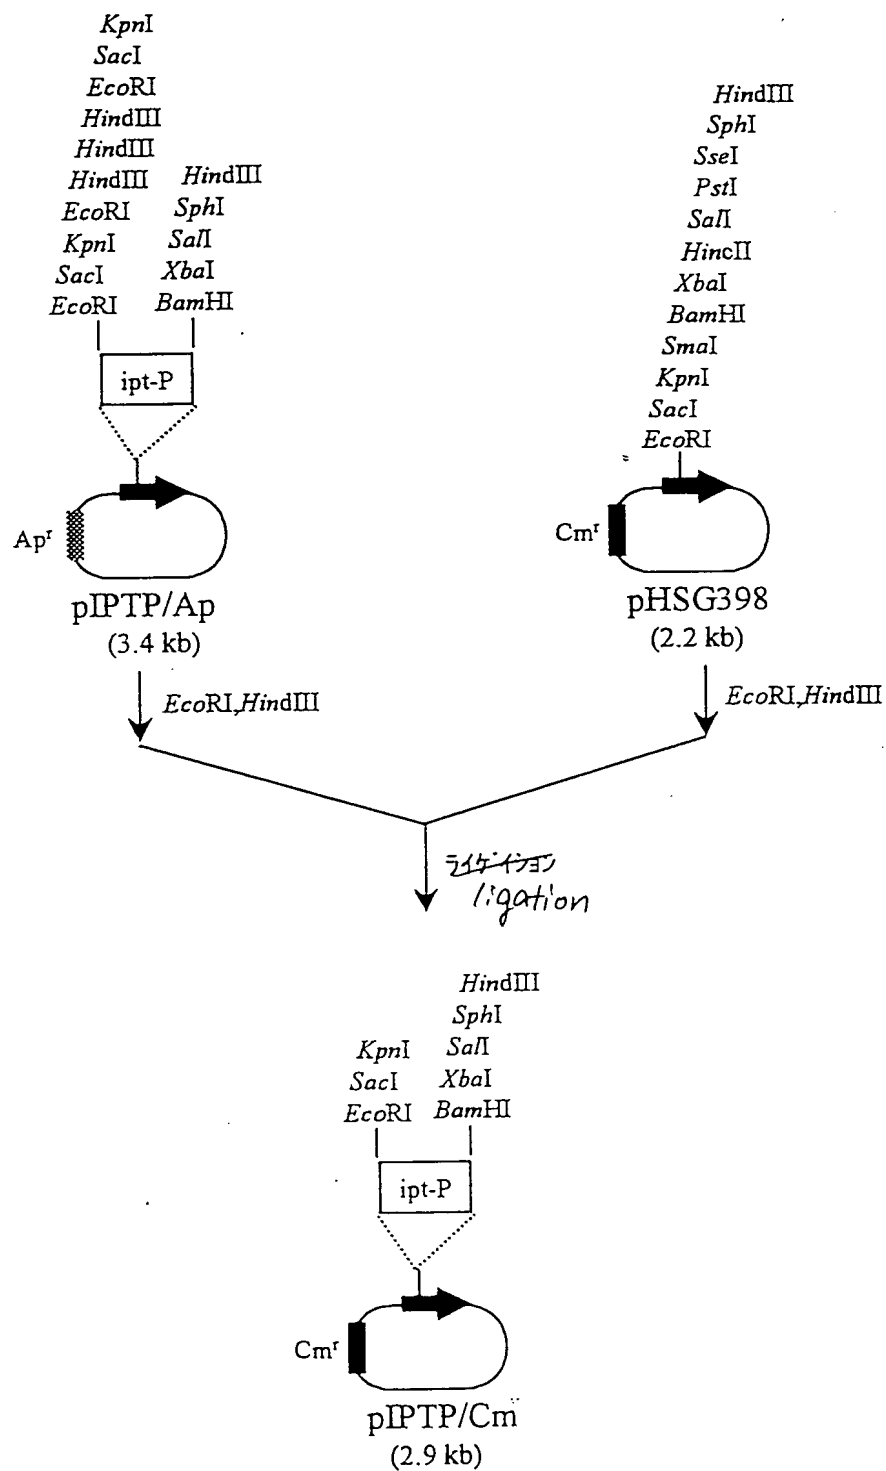 KpnI
SacI
EcoRI
HindIII
HindIII
HindIII
EcoRI
KpnI
SacI
EcoRI
HindIII
SphI
SalI
XbaI
BamHI
ipt-P
Apr
pIPTP/Ap
(3.4 kb)
EcoRI,HindIII
HindIII
SphI
SseI
PstI
SalI
HincII
XbaI
BamHI
SmaI
KpnI
SacI
EcoRI
Cmr
pHSG398
(2.2 kb)
EcoRI,HindIII
ライゲイション
ligation
KpnI
SacI
EcoRI
HindIII
SphI
SalI
XbaI
BamHI
ipt-P
Cmr
pIPTP/Cm
(2.9 kb)